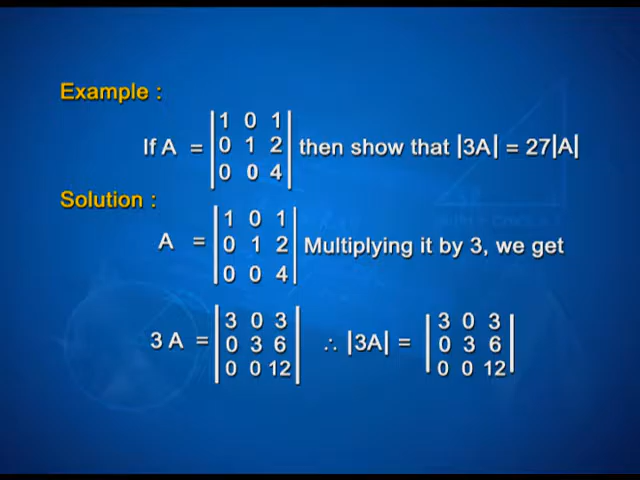 Example :
If A = |1 0 1| then show that |3A| = 27|A|
|0 1 2|
|0 0 4|
Solution :
A = |1 0 1| Multiplying it by 3, we get
|0 1 2|
|0 0 4|
3 A = |3 0 3| ∴ |3A| = |3 0 3|
|0 3 6| |0 3 6|
|0 0 12| |0 0 12|